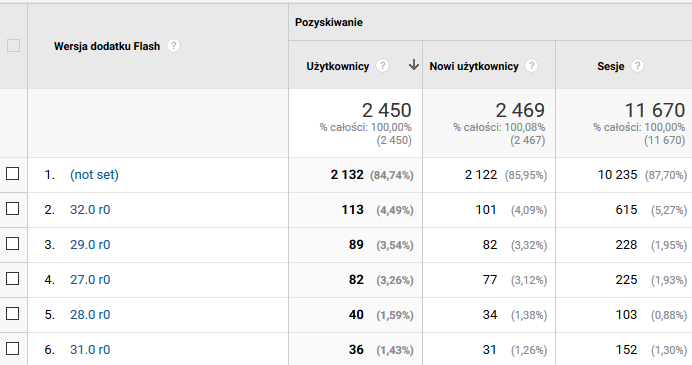 Pozyskiwanie
Wersja dodatku Flash ?
Użytkownicy ? Nowi użytkownicy ? Sesje ?
2 450 2 469 11 670
% całości: 100,00% % całości: 100,08% % całości: 100,00%
(2 450) (2 467) (11 670)
1. (not set) 2 132 (84,74%) 2 122 (85,95%) 10 235 (87,70%)
2. 32.0 r0 113 (4,49%) 101 (4,09%) 615 (5,27%)
3. 29.0 r0 89 (3,54%) 82 (3,32%) 228 (1,95%)
4. 27.0 r0 82 (3,26%) 77 (3,12%) 225 (1,93%)
5. 28.0 r0 40 (1,59%) 34 (1,38%) 103 (0,88%)
6. 31.0 r0 36 (1,43%) 31 (1,26%) 152 (1,30%)